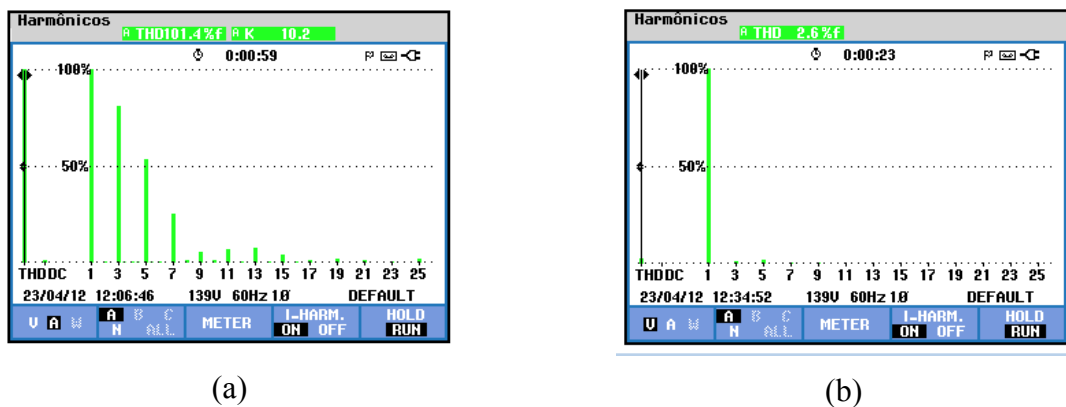 Harmônicos
A THD101.4%f A K 10.2
0:00:59
100%
50%
THDDC 1 3 5 7 9 11 13 15 17 19 21 23 25
23/04/12 12:06:46 139V 60Hz 1Ø DEFAULT
V A W A B C N ALL METER I-HARM. ON OFF HOLD RUN
(a)
Harmônicos
A THD 2.6%f
0:00:23
100%
50%
THDDC 1 3 5 7 9 11 13 15 17 19 21 23 25
23/04/12 12:34:52 139V 60Hz 1Ø DEFAULT
V A W A B C N ALL METER I-HARM. ON OFF HOLD RUN
(b)